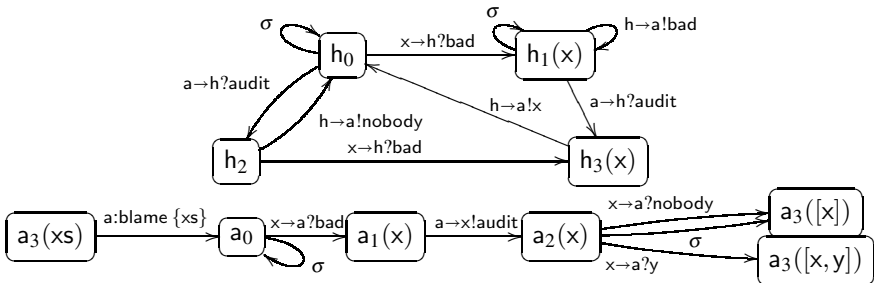 σ
σ
h→a!bad
x→h?bad
h₀
h₁(x)
a→h?audit
h→a!x
a→h?audit
h→a!nobody
x→h?bad
h₂
h₃(x)
x→a?nobody
a:blame {xs}
x→a?bad
a→x!audit
a₃([x])
a₃(xs)
a₀
a₁(x)
a₂(x)
σ
σ
x→a?y
a₃([x,y])